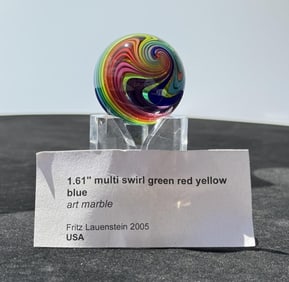 1.61" multi swirl green red yellow
blue
art marble
Fritz Lauenstein 2005
USA